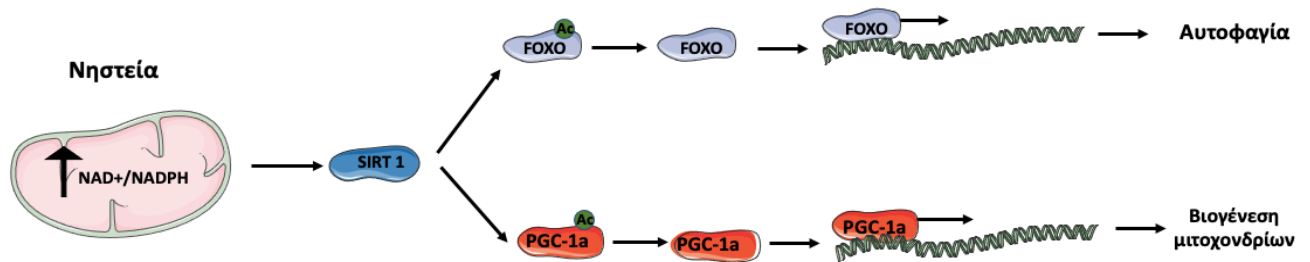 Νηστεία
NAD+/NADPH
SIRT 1
Ac
FOXO
FOXO
FOXO
Αυτοφαγία
Ac
PGC-1a
PGC-1a
PGC-1a
Βιογένεση
μιτοχονδρίων